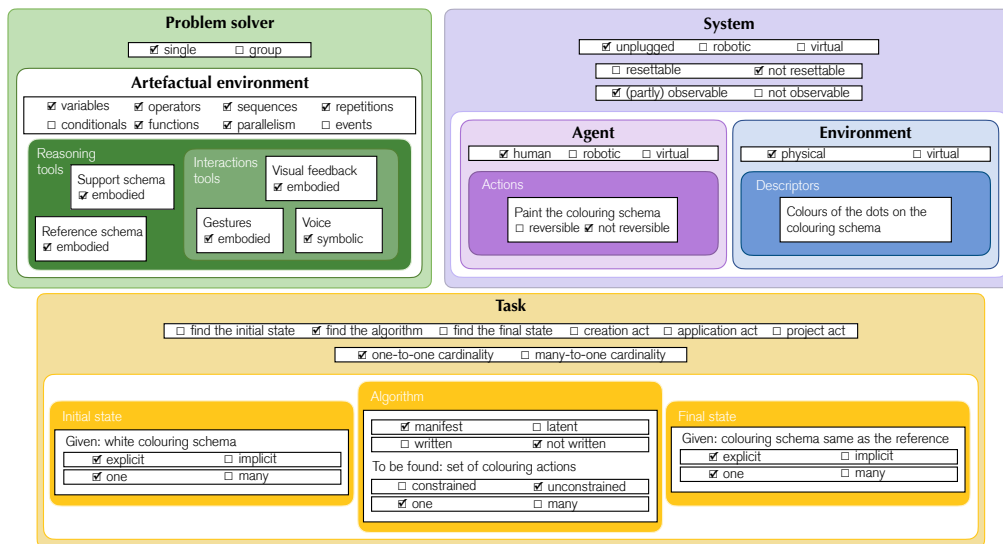 Problem solver
☑ single ☐ group
Artefactual environment
☑ variables ☑ operators ☑ sequences ☑ repetitions
☐ conditionals ☑ functions ☑ parallelism ☐ events
Reasoning
tools
Support schema
☑ embodied
Reference schema
☑ embodied
Interactions
tools
Visual feedback
☑ embodied
Gestures
☑ embodied
Voice
☑ symbolic
System
☑ unplugged ☐ robotic ☐ virtual
☐ resettable ☑ not resettable
☑ (partly) observable ☐ not observable
Agent
☑ human ☐ robotic ☐ virtual
Actions
Paint the colouring schema
☐ reversible ☑ not reversible
Environment
☑ physical ☐ virtual
Descriptors
Colours of the dots on the
colouring schema
Task
☐ find the initial state ☑ find the algorithm ☐ find the final state ☐ creation act ☐ application act ☐ project act
☑ one-to-one cardinality ☐ many-to-one cardinality
Initial state
Given: white colouring schema
☑ explicit ☐ implicit
☑ one ☐ many
Algorithm
☑ manifest ☐ latent
☐ written ☑ not written
To be found: set of colouring actions
☐ constrained ☑ unconstrained
☑ one ☐ many
Final state
Given: colouring schema same as the reference
☑ explicit ☐ implicit
☑ one ☐ many